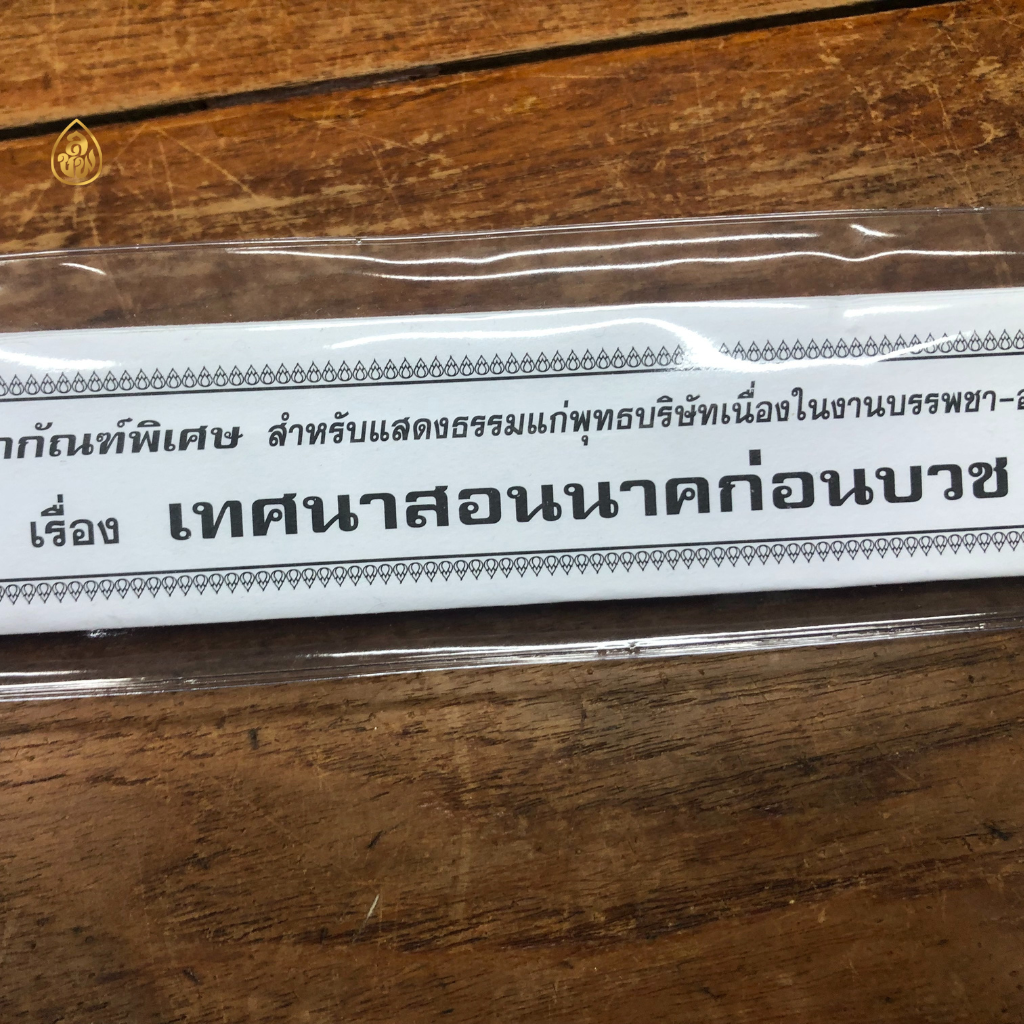 ากัณฑ์พิเศษ สำหรับแสดงธรรมแก่พุทธบริษัทเนื่องในงานบรรพชา-อ
เรื่อง เทศนาสอนนาคก่อนบวช